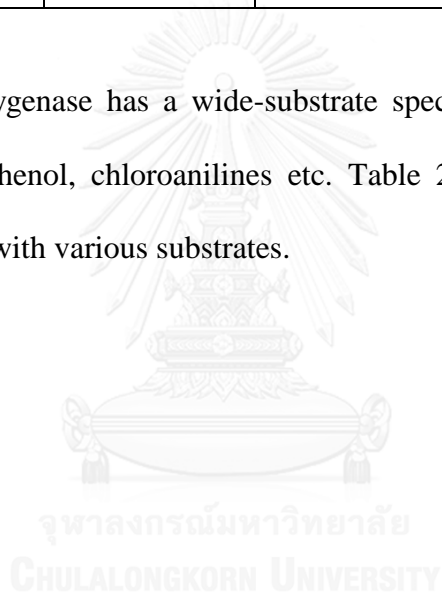 ygenase has a wide-substrate spec
henol, chloroanilines etc. Table 2
with various substrates.
จุฬาลงกรณ์มหาวิทยาลัย
CHULALONGKORN UNIVERSITY